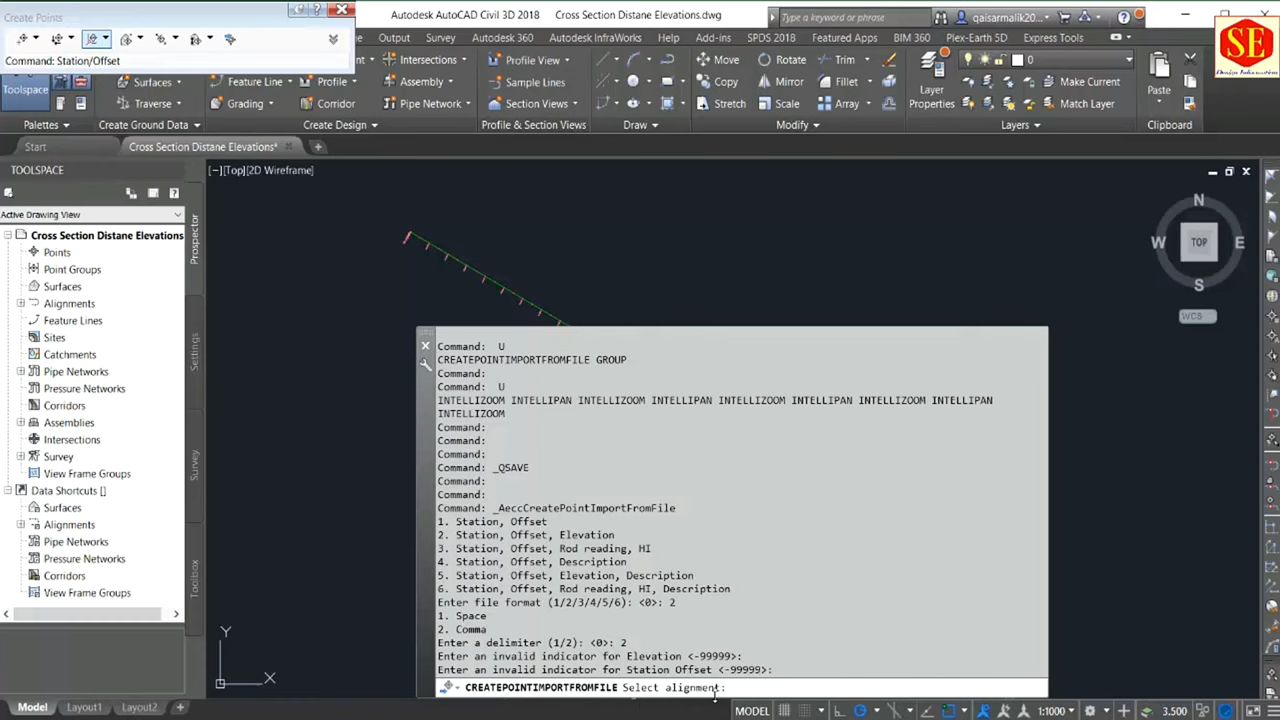 Create Points
Command: Station/Offset
Autodesk AutoCAD Civil 3D 2018 Cross Section Distane Elevations.dwg
Type a keyword or phrase
qaisarmalik20...
SE
Output Survey Autodesk 360 Autodesk InfraWorks Help Add-ins SPDS 2018 Featured Apps BIM 360 Plex-Earth 5D Express Tools
Toolspace
Surfaces
Traverse
Palettes
Create Ground Data
Feature Line
Grading
Intersections
Assembly
Pipe Network
Profile
Corridor
Create Design
Profile View
Sample Lines
Section Views
Profile & Section Views
Draw
Move
Copy
Stretch
Rotate
Mirror
Scale
Trim
Fillet
Array
Modify
Layer
Properties
0
Make Current
Match Layer
Layers
Paste
Clipboard
Start
Cross Section Distane Elevations*
TOOLSPACE
[−][Top][2D Wireframe]
Active Drawing View
Cross Section Distane Elevations
Points
Point Groups
Surfaces
Alignments
Feature Lines
Sites
Catchments
Pipe Networks
Pressure Networks
Corridors
Assemblies
Intersections
Survey
View Frame Groups
Data Shortcuts []
Surfaces
Alignments
Pipe Networks
Pressure Networks
Corridors
View Frame Groups
Prospector
Settings
Survey
Toolbox
N
W TOP E
S
WCS
Y
X
Command: U
CREATEPOINTIMPORTFROMFILE GROUP
Command:
Command: U
INTELLIZOOM INTELLIPAN INTELLIZOOM INTELLIPAN INTELLIZOOM INTELLIPAN INTELLIZOOM INTELLIPAN
INTELLIZOOM
Command:
Command:
Command:
Command: _QSAVE
Command:
Command:
Command: _AeccCreatePointImportFromFile
1. Station, Offset
2. Station, Offset, Elevation
3. Station, Offset, Rod reading, HI
4. Station, Offset, Description
5. Station, Offset, Elevation, Description
6. Station, Offset, Rod reading, HI, Description
Enter file format (1/2/3/4/5/6): <0>: 2
1. Space
2. Comma
Enter a delimiter (1/2): <0>: 2
Enter an invalid indicator for Elevation <-99999>:
Enter an invalid indicator for Station Offset <-99999>:
CREATEPOINTIMPORTFROMFILE Select alignment:
Model Layout1 Layout2
MODEL
1:1000
3.500